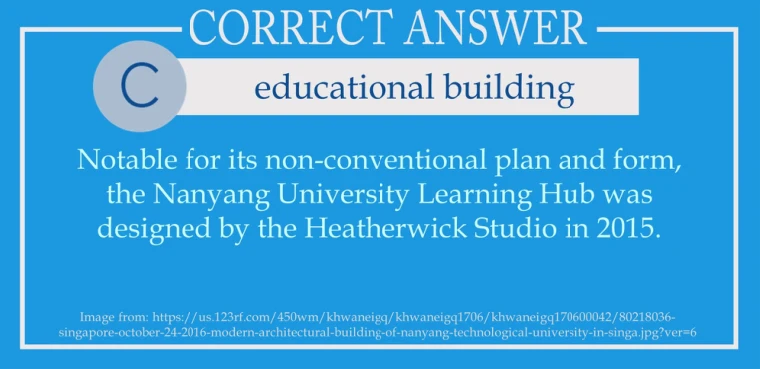 CORRECT ANSWER
C
educational building
Notable for its non-conventional plan and form,
the Nanyang University Learning Hub was
designed by the Heatherwick Studio in 2015.
Image from: https://us.123rf.com/450wm/khwaneigq/khwaneigq1706/khwaneigq170600042/80218036-
singapore-october-24-2016-modern-architectural-building-of-nanyang-technological-university-in-singa.jpg?ver=6